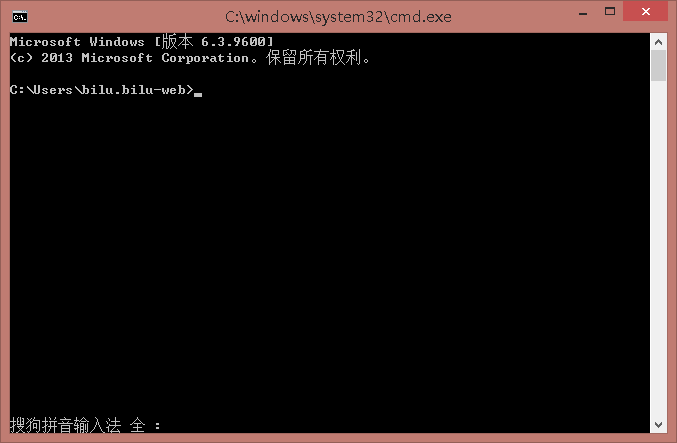 C:\windows\system32\cmd.exe
Microsoft Windows [版本 6.3.9600]
(c) 2013 Microsoft Corporation。保留所有权利。
C:\Users\bilu.bilu-web>_
搜狗拼音输入法 全 :